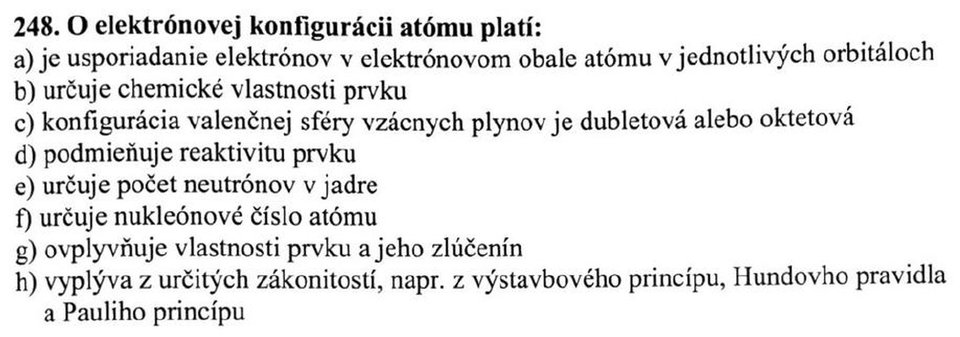 248. O elektrónovej konfigurácii atómu platí:
a) je usporiadanie elektrónov v elektrónovom obale atómu v jednotlivých orbitáloch
b) určuje chemické vlastnosti prvku
c) konfigurácia valenčnej sféry vzácnych plynov je dubletová alebo oktetová
d) podmieňuje reaktivitu prvku
e) určuje počet neutrónov v jadre
f) určuje nukleónové číslo atómu
g) ovplyvňuje vlastnosti prvku a jeho zlúčenín
h) vyplýva z určitých zákonitostí, napr. z výstavbového princípu, Hundovho pravidla
a Pauliho princípu